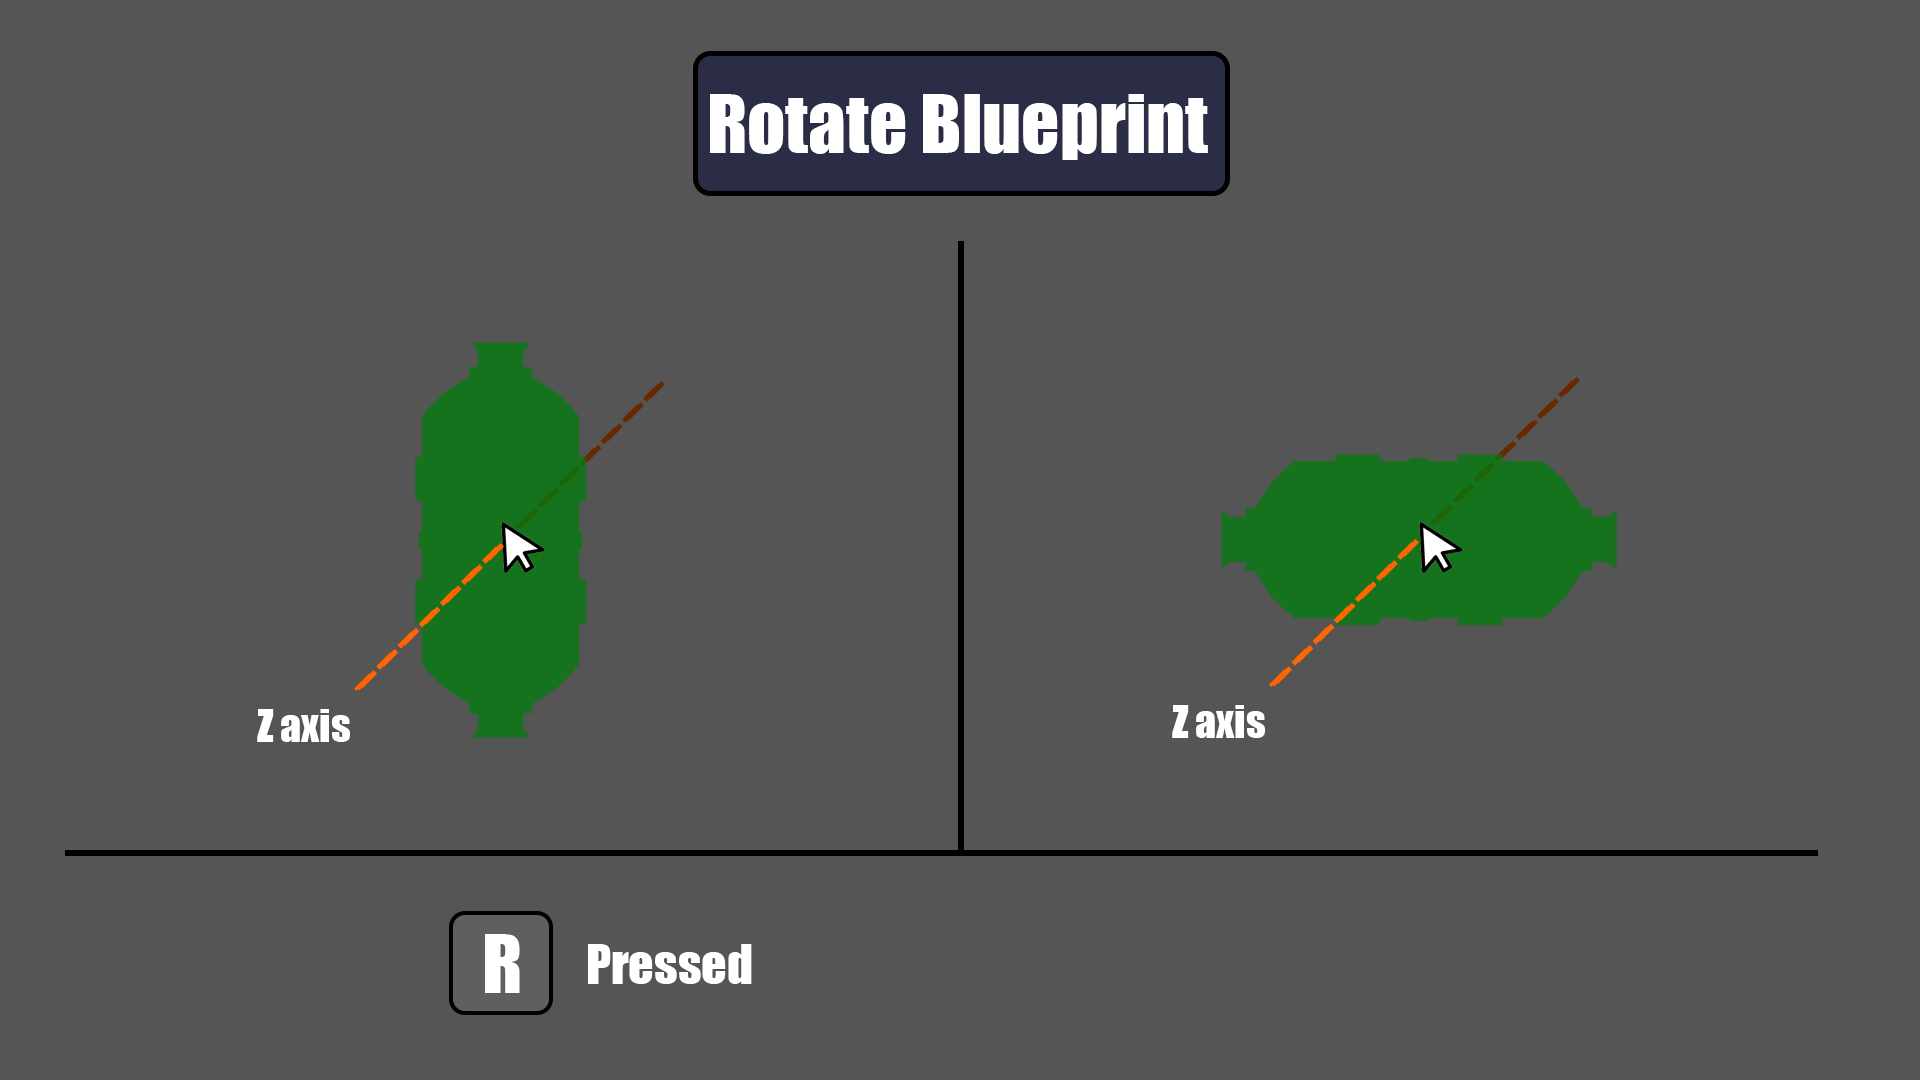 Rotate Blueprint
Z axis
Z axis
R
Pressed